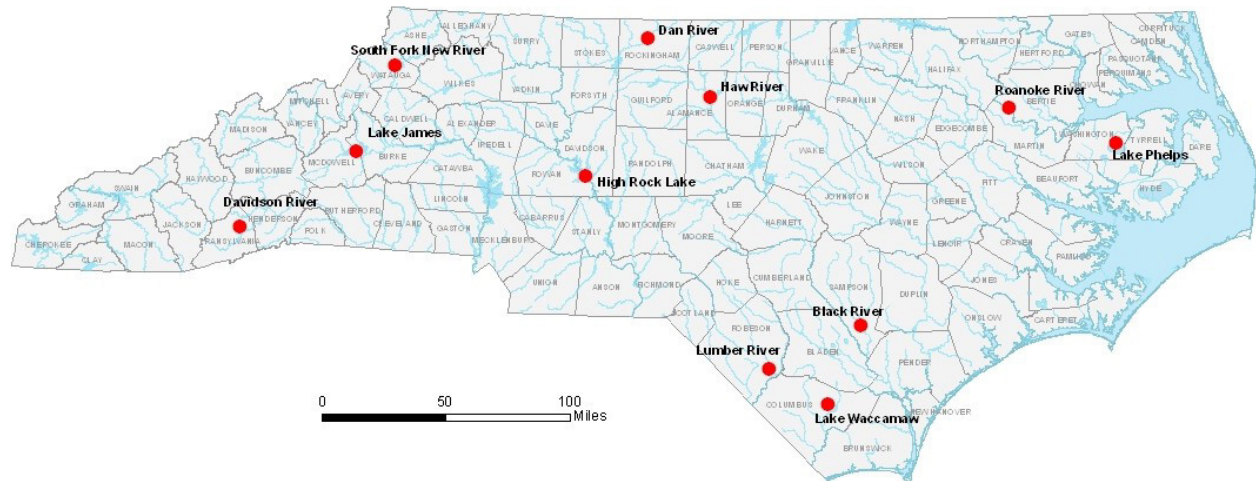 ALLEGHANY
ASHE
SURRY
STOKES
ROCKINGHAM
CASWELL
PERSON
GRANVILLE
VANCE
WARREN
NORTHAMPTON
HERTFORD
GATES
CURRITUCK
CAMDEN
PASQUOTANK
PERQUIMANS
Dan River
South Fork New River
WATAUGA
WILKES
YADKIN
FORSYTH
GUILFORD
ALAMANCE
ORANGE
DURHAM
FRANKLIN
HALIFAX
Haw River
Roanoke River
BERTIE
MITCHELL
AVERY
CALDWELL
ALEXANDER
IREDELL
DAVIE
NASH
EDGECOMBE
MARTIN
WASHINGTON
TYRRELL
DARE
MADISON
Lake James
MCDOWELL
BURKE
CATAWBA
ROWAN
DAVIDSON
RANDOLPH
CHATHAM
WAKE
WILSON
PITT
BEAUFORT
HYDE
Lake Phelps
SWAIN
HAYWOOD
BUNCOMBE
High Rock Lake
GRAHAM
JACKSON
Davidson River
HENDERSON
RUTHERFORD
CLEVELAND
LINCOLN
GASTON
CABARRUS
STANLY
MONTGOMERY
MOORE
LEE
HARNETT
JOHNSTON
WAYNE
GREENE
LENOIR
CRAVEN
CHEROKEE
CLAY
MACON
TRANSYLVANIA
POLK
MECKLENBURG
UNION
ANSON
RICHMOND
HOKE
CUMBERLAND
SAMPSON
DUPLIN
JONES
ONSLOW
CARTERET
ROBESON
Black River
BLADEN
Lumber River
PENDER
COLUMBUS
Lake Waccamaw
NEW HANOVER
BRUNSWICK
0 50 100
Miles